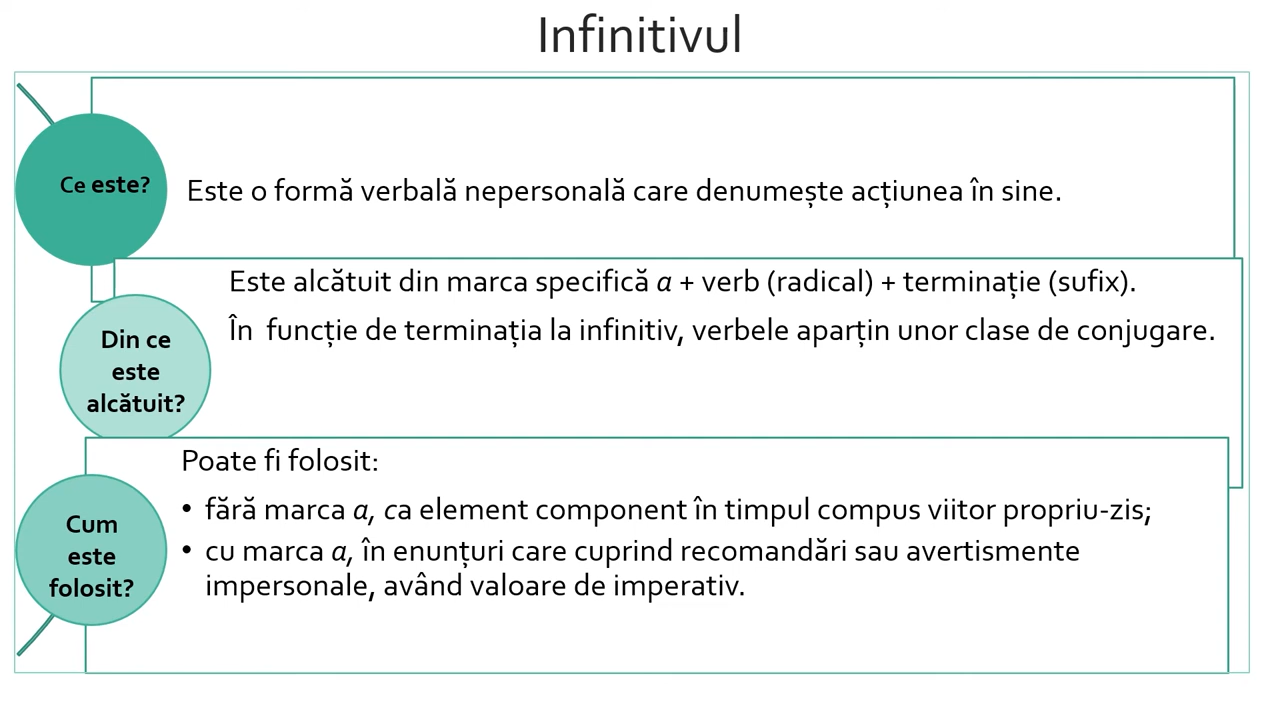 Infinitivul
Ce este?
Este o formă verbală nepersonală care denumește acțiunea în sine.
Din ce
este
alcătuit?
Este alcătuit din marca specifică a + verb (radical) + terminație (sufix).
În  funcție de terminația la infinitiv, verbele aparțin unor clase de conjugare.
Cum
este
folosit?
Poate fi folosit:
• fără marca a, ca element component în timpul compus viitor propriu-zis;
• cu marca a, în enunțuri care cuprind recomandări sau avertismente
impersonale, având valoare de imperativ.